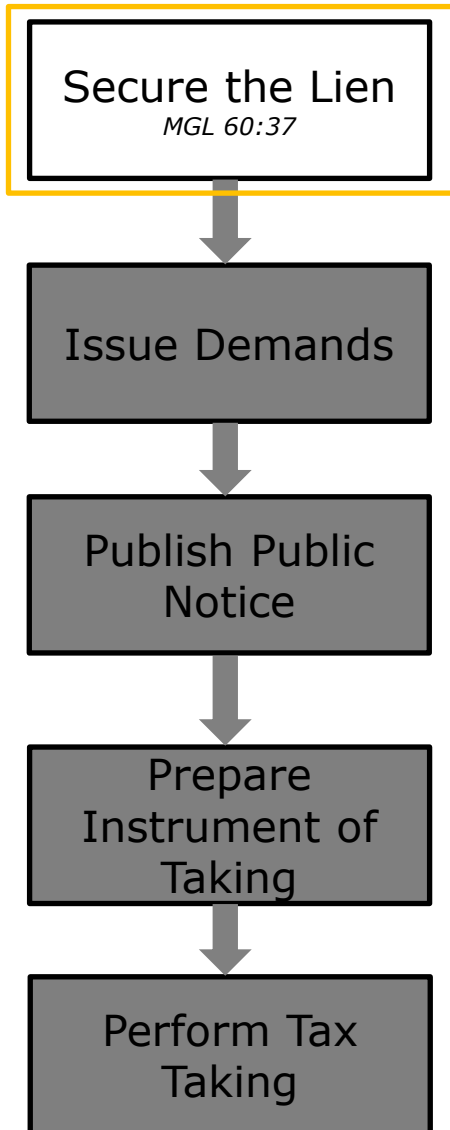 Secure the Lien
MGL 60:37
Issue Demands
Publish Public
Notice
Prepare
Instrument of
Taking
Perform Tax
Taking